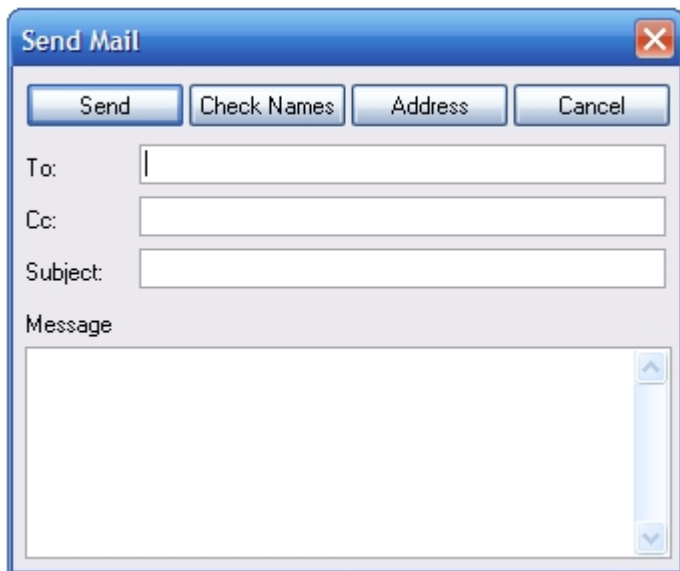 Send Mail
Send Check Names Address Cancel
To:
Cc:
Subject:
Message